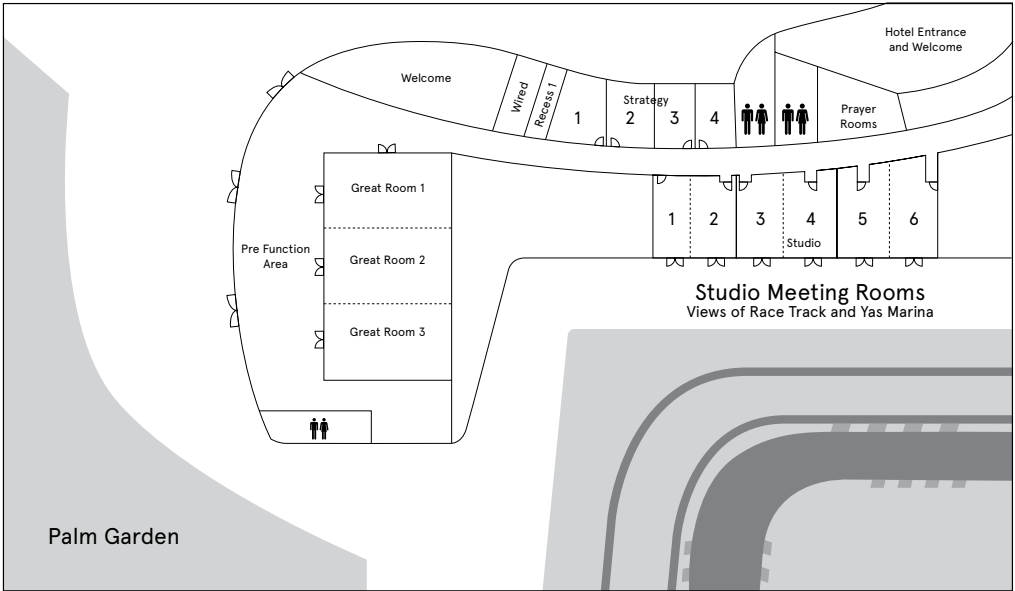 Hotel Entrance
and Welcome
Welcome
Wired
Recess 1
Strategy
1
2
3
4
Prayer
Rooms
Great Room 1
Great Room 2
Great Room 3
Pre Function
Area
1
2
3
4
5
6
Studio
Studio Meeting Rooms
Views of Race Track and Yas Marina
Palm Garden